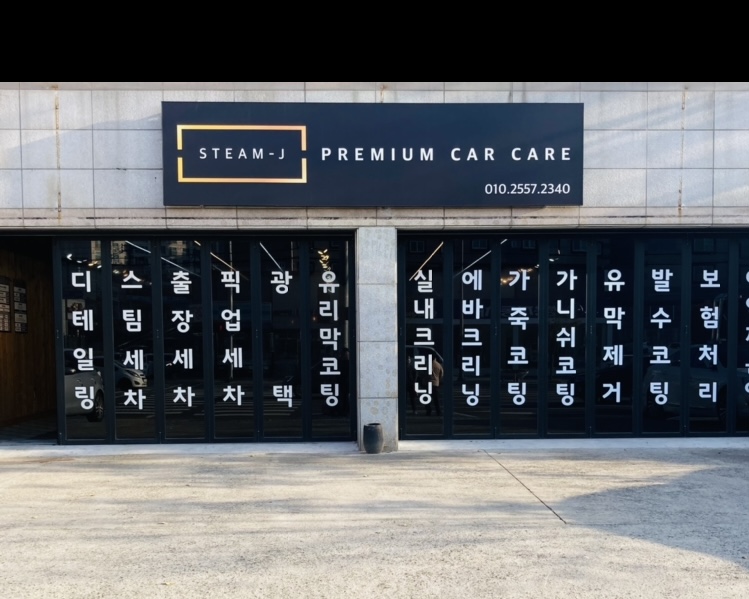 STEAM-J
PREMIUM CAR CARE
010.2557.2340
디테일링
스팀세차
출장세차
픽업세차
광택
유리막코팅
실내크리닝
에바크리닝
가죽코팅
가니쉬코팅
유막제거
발수코팅
보험처리